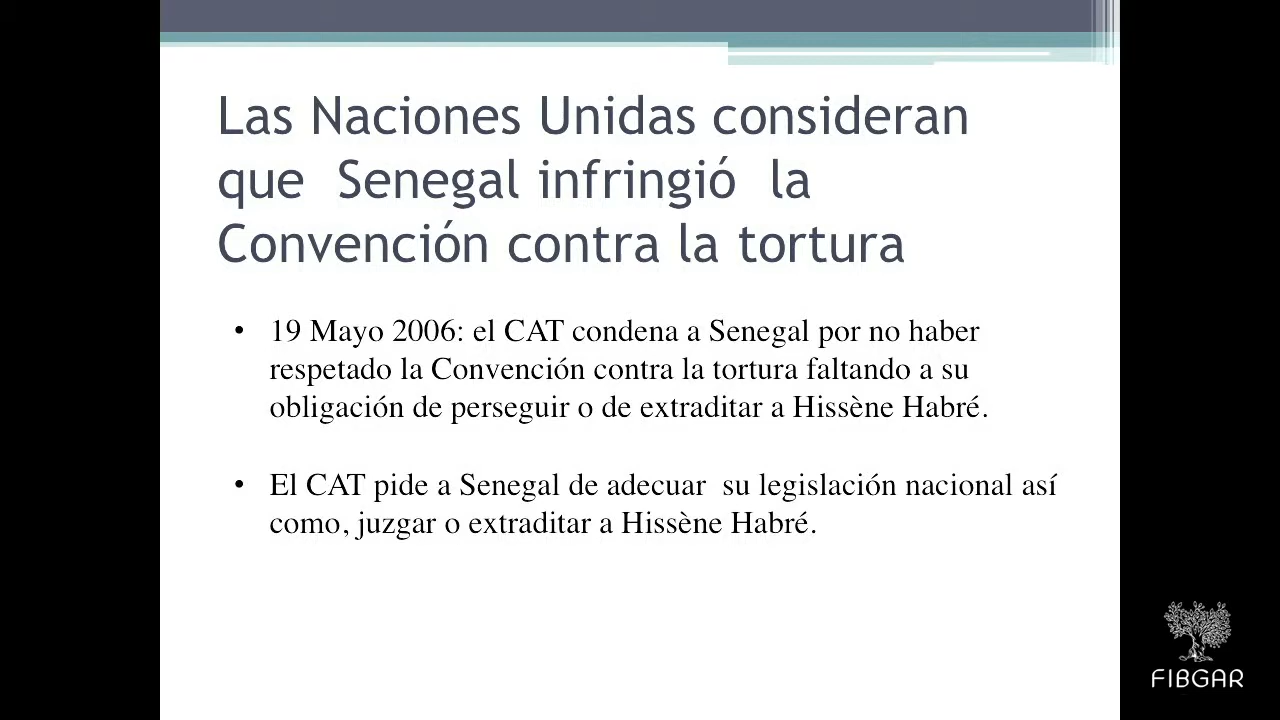 Las Naciones Unidas consideran
que Senegal infringió la
Convención contra la tortura
• 19 Mayo 2006: el CAT condena a Senegal por no haber
respetado la Convención contra la tortura faltando a su
obligación de perseguir o de extraditar a Hissène Habré.
• El CAT pide a Senegal de adecuar su legislación nacional así
como, juzgar o extraditar a Hissène Habré.
FIBGAR